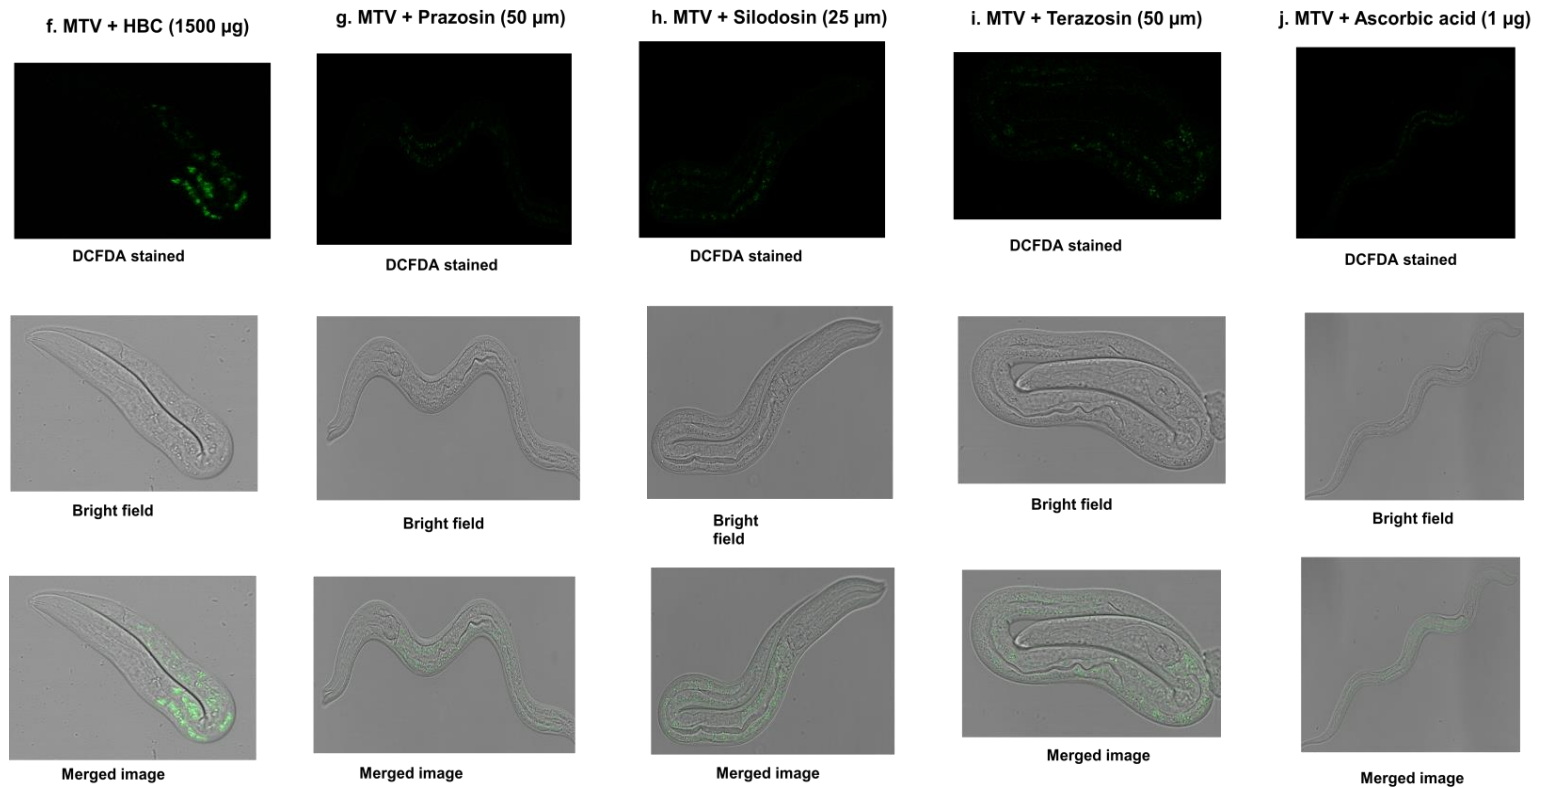 f. MTV + HBC (1500 µg)
g. MTV + Prazosin (50 µm)
h. MTV + Silodosin (25 µm)
i. MTV + Terazosin (50 µm)
j. MTV + Ascorbic acid (1 µg)
DCFDA stained
DCFDA stained
DCFDA stained
DCFDA stained
DCFDA stained
Bright field
Bright field
Bright
field
Bright field
Bright field
Merged image
Merged image
Merged image
Merged image
Merged image